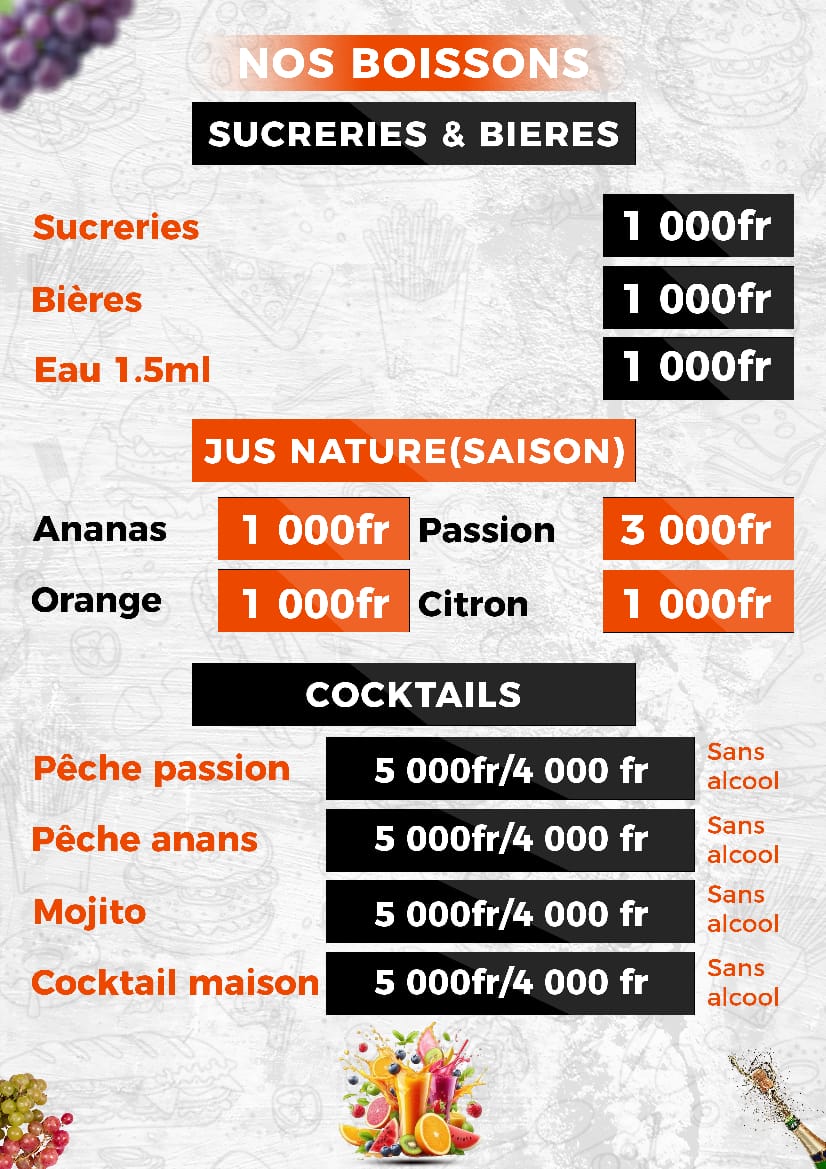 NOS BOISSONS
SUCRERIES & BIERES
Sucreries 1 000fr
Bières 1 000fr
Eau 1.5ml 1 000fr
JUS NATURE(SAISON)
Ananas 1 000fr Passion 3 000fr
Orange 1 000fr Citron 1 000fr
COCKTAILS
Pêche passion 5 000fr/4 000 fr Sans alcool
Pêche anans 5 000fr/4 000 fr Sans alcool
Mojito 5 000fr/4 000 fr Sans alcool
Cocktail maison 5 000fr/4 000 fr Sans alcool